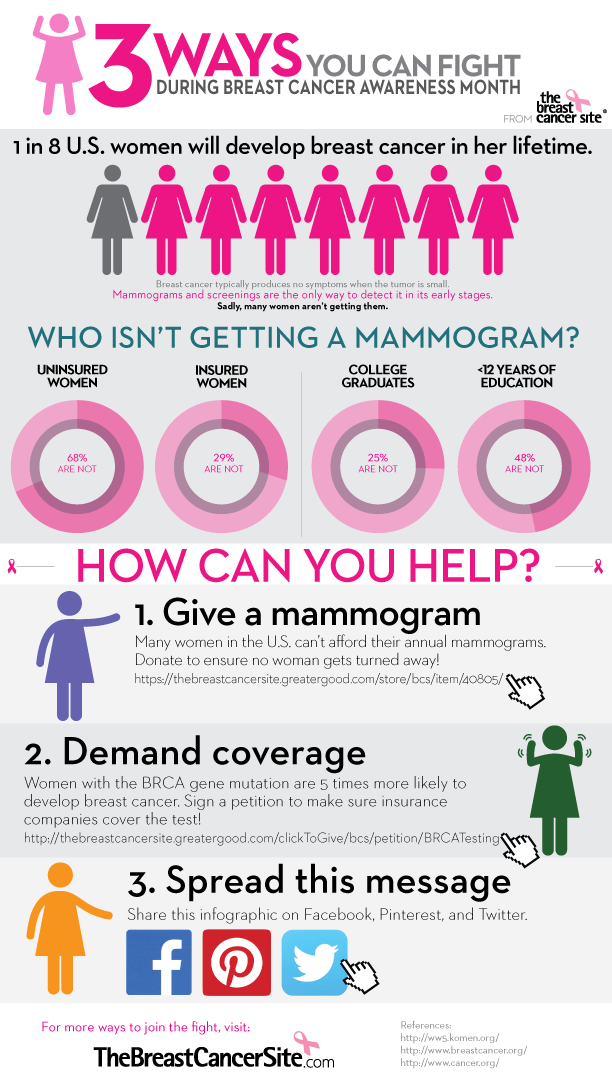 3 WAYS YOU CAN FIGHT
DURING BREAST CANCER AWARENESS MONTH
FROM the breast cancer site®
1 in 8 U.S. women will develop breast cancer in her lifetime.
Breast cancer typically produces no symptoms when the tumor is small.
Mammograms and screenings are the only way to detect it in its early stages.
Sadly, many women aren't getting them.
WHO ISN'T GETTING A MAMMOGRAM?
UNINSURED
WOMEN
68%
ARE NOT
INSURED
WOMEN
29%
ARE NOT
COLLEGE
GRADUATES
25%
ARE NOT
<12 YEARS OF
EDUCATION
48%
ARE NOT
HOW CAN YOU HELP?
1. Give a mammogram
Many women in the U.S. can't afford their annual mammograms.
Donate to ensure no woman gets turned away!
https://thebreastcancersite.greatergood.com/store/bcs/item/40805/
2. Demand coverage
Women with the BRCA gene mutation are 5 times more likely to
develop breast cancer. Sign a petition to make sure insurance
companies cover the test!
http://thebreastcancersite.greatergood.com/clickToGive/bcs/petition/BRCATesting
3. Spread this message
Share this infographic on Facebook, Pinterest, and Twitter.
For more ways to join the fight, visit:
TheBreastCancerSite.com
References:
http://ww5.komen.org/
http://www.breastcancer.org/
http://www.cancer.org/